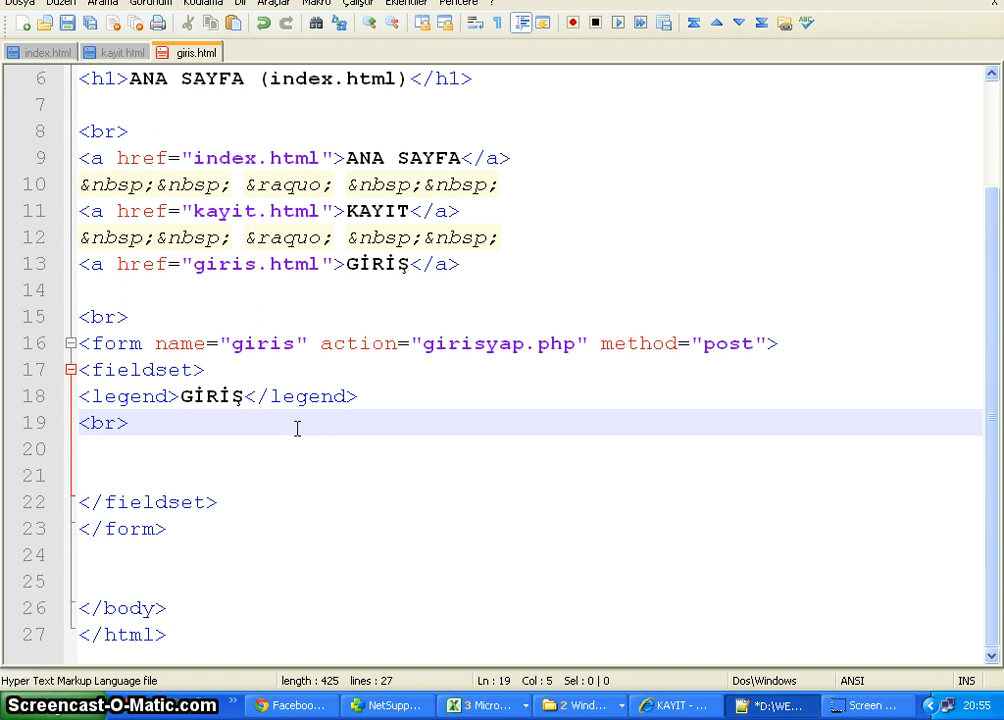 Dosya Düzen Arama Görünüm Kodlama Dil Araçlar Makro Çalıştır Eklentiler Pencere ?
index.html kayit.html giris.html
6 <h1>ANA SAYFA (index.html)</h1>
7
8 <br>
9 <a href="index.html">ANA SAYFA</a>
10 &nbsp;&nbsp; &raquo; &nbsp;&nbsp;
11 <a href="kayit.html">KAYIT</a>
12 &nbsp;&nbsp; &raquo; &nbsp;&nbsp;
13 <a href="giris.html">GİRİŞ</a>
14
15 <br>
16 <form name="giris" action="girisyap.php" method="post">
17 <fieldset>
18 <legend>GİRİŞ</legend>
19 <br>
20
21
22 </fieldset>
23 </form>
24
25
26 </body>
27 </html>
Hyper Text Markup Language file length : 425 lines : 27 Ln : 19 Col : 5 Sel : 0 | 0 Dos\Windows ANSI INS
Screencast-O-Matic.com » Faceboo... NetSupp... 3 Micro... 2 Wind... KAYIT - ... *D:\WE... Screen ... 20:55